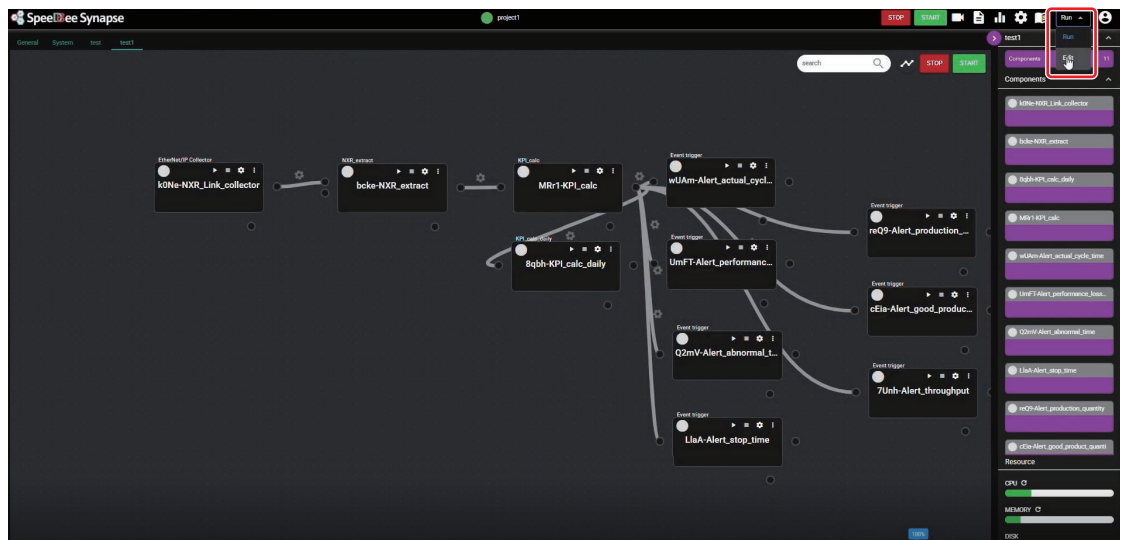 SpeeDee Synapse
project1
STOP
START
Run
Run
Edit
General
System
test
test1
search
STOP
START
EtherNet/IP Collector
k0Ne-NXR_Link_collector
NXR_extract
bcke-NXR_extract
KPI_calc
MRr1-KPI_calc
KPI_calc_daily
8qbh-KPI_calc_daily
Event trigger
wUAm-Alert_actual_cycl...
Event trigger
UmFT-Alert_performanc...
Event trigger
Q2mV-Alert_abnormal_t...
Event trigger
LlaA-Alert_stop_time
Event trigger
reQ9-Alert_production_...
Event trigger
cEia-Alert_good_produc...
Event trigger
7Unh-Alert_throughput
100%
test1
Components
11
Components
k0Ne-NXR_Link_collector
bcke-NXR_extract
8qbh-KPI_calc_daily
MRr1-KPI_calc
wUAm-Alert_actual_cycle_time
UmFT-Alert_performance_loss...
Q2mV-Alert_abnormal_time
LlaA-Alert_stop_time
reQ9-Alert_production_quantity
cEia-Alert_good_product_quanti
Resource
CPU
MEMORY
DISK